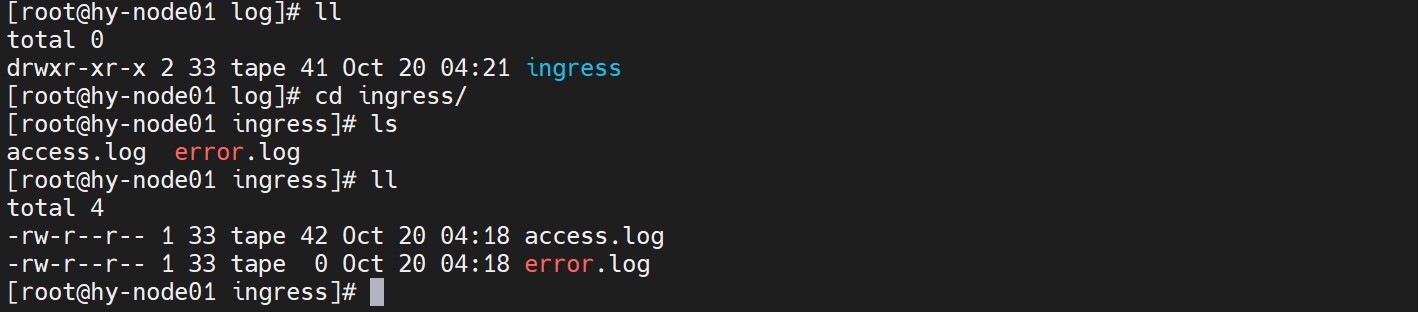 [root@hy-node01 log]# ll
total 0
drwxr-xr-x 2 33 tape 41 Oct 20 04:21 ingress
[root@hy-node01 log]# cd ingress/
[root@hy-node01 ingress]# ls
access.log  error.log
[root@hy-node01 ingress]# ll
total 4
-rw-r--r-- 1 33 tape 42 Oct 20 04:18 access.log
-rw-r--r-- 1 33 tape  0 Oct 20 04:18 error.log
[root@hy-node01 ingress]#